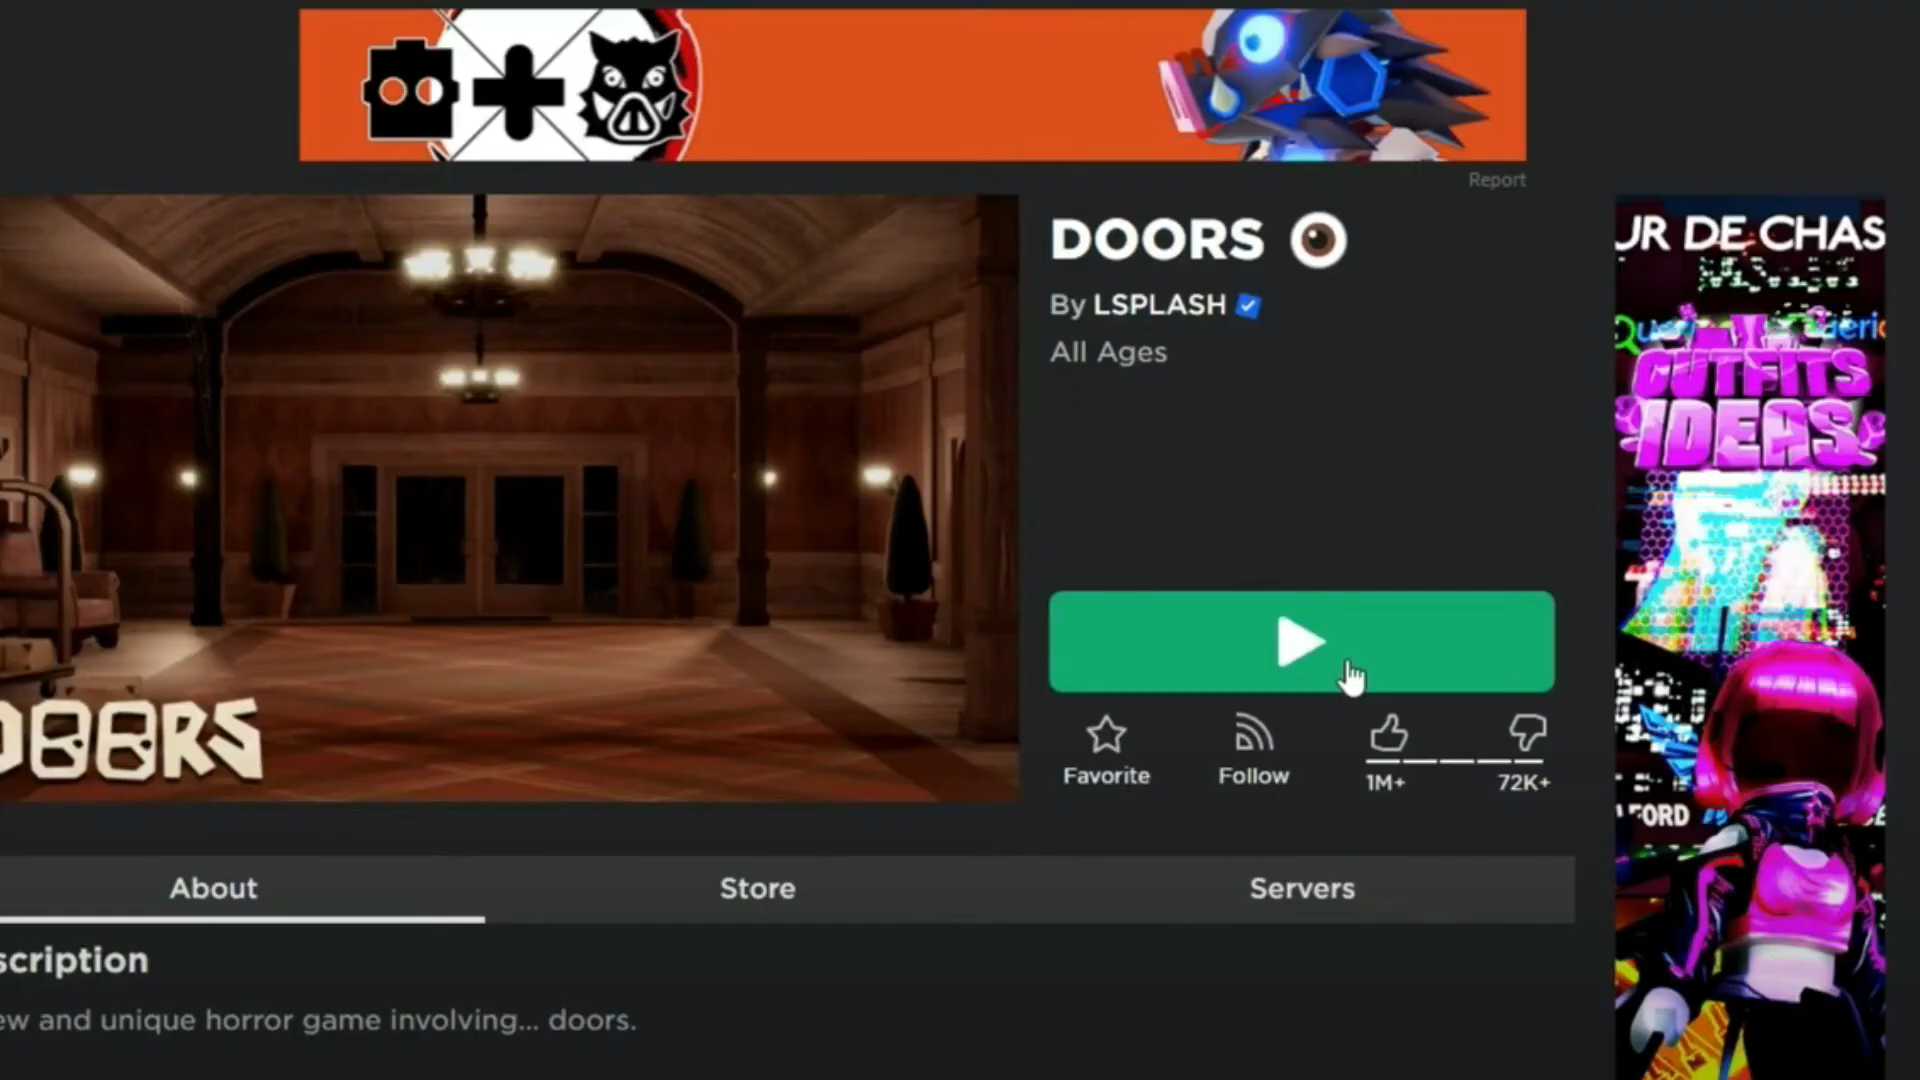 Report
DOORS
By LSPLASH
All Ages
Favorite
Follow
1M+
72K+
DOORS
About
Store
Servers
scription
ew and unique horror game involving... doors.
UR DE CHAS
OUTFITS
IDEAS
FORD